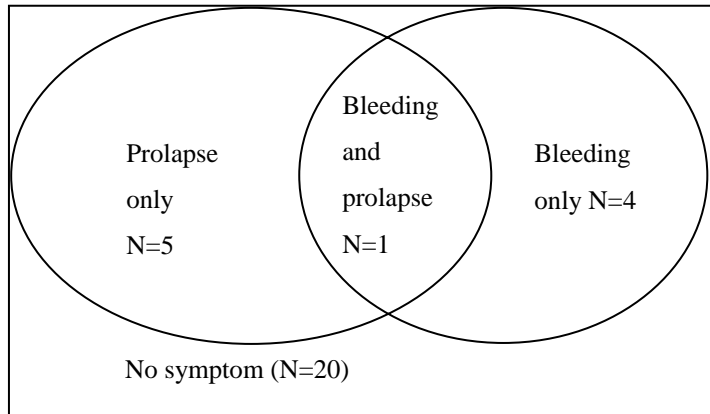 Prolapse
only
N=5
Bleeding
and
prolapse
N=1
Bleeding
only N=4
No symptom (N=20)